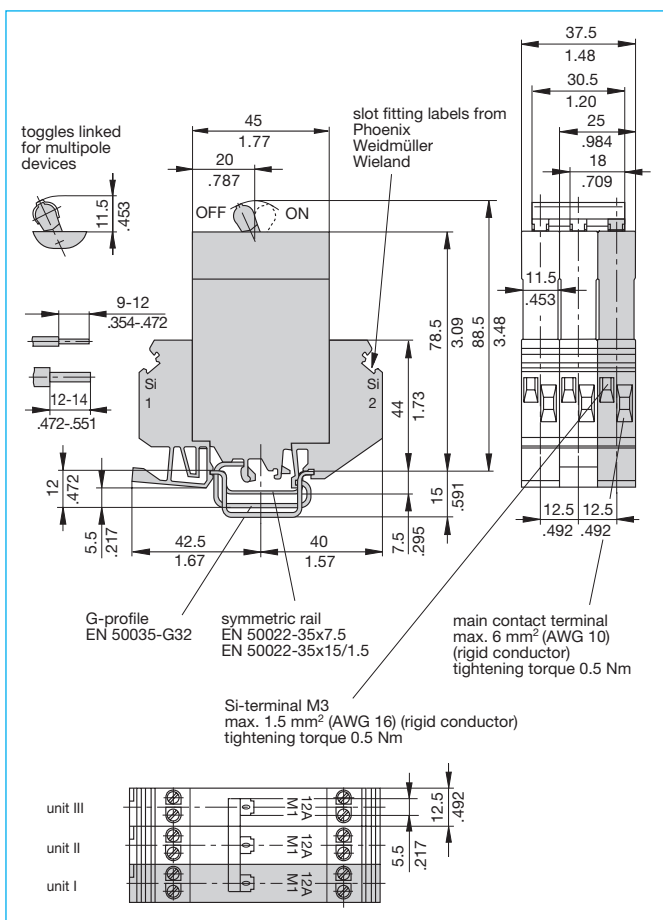 37.5
1.48
30.5
1.20
25
.984
18
.709
11.5
.453
toggles linked
for multipole
devices
11.5
.453
45
1.77
20
.787
OFF
ON
slot fitting labels from
Phoenix
Weidmüller
Wieland
9-12
.354-.472
12-14
.472-.551
Si
1
Si
2
78.5
3.09
88.5
3.48
44
1.73
12
.472
5.5
.217
15
.591
7.5
.295
42.5
1.67
40
1.57
12.5
.492
12.5
.492
G-profile
EN 50035-G32
symmetric rail
EN 50022-35x7.5
EN 50022-35x15/1.5
main contact terminal
max. 6 mm² (AWG 10)
(rigid conductor)
tightening torque 0.5 Nm
Si-terminal M3
max. 1.5 mm² (AWG 16) (rigid conductor)
tightening torque 0.5 Nm
unit III
12A
M1
unit II
12A
M1
unit I
12A
M1
5.5
.217
12.5
.492